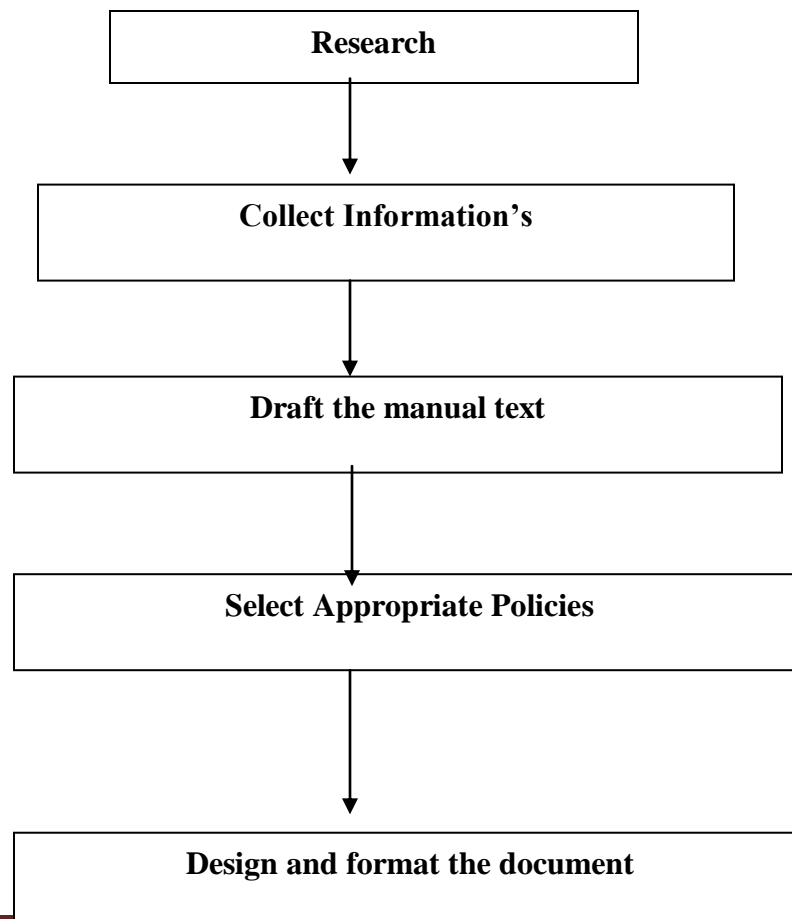 Research
Collect Information’s
Draft the manual text
Select Appropriate Policies
Design and format the document